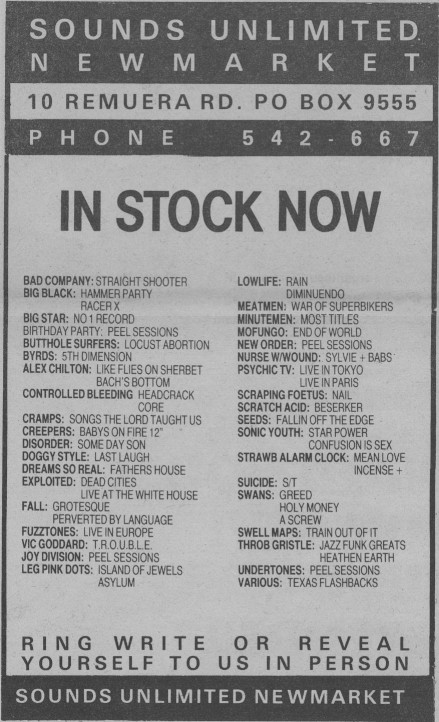 SOUNDS UNLIMITED
NEWMARKET
10 REMUERA RD. PO BOX 9555
PHONE 542-667
IN STOCK NOW
BAD COMPANY: STRAIGHT SHOOTER
BIG BLACK: HAMMER PARTY
RACER X
BIG STAR: NO 1 RECORD
BIRTHDAY PARTY: PEEL SESSIONS
BUTTHOLE SURFERS: LOCUST ABORTION
BYRDS: 5TH DIMENSION
ALEX CHILTON: LIKE FLIES ON SHERBET
BACH'S BOTTOM
CONTROLLED BLEEDING HEADCRACK
CORE
CRAMPS: SONGS THE LORD TAUGHT US
CREEPERS: BABYS ON FIRE 12"
DISORDER: SOME DAY SON
DOGGY STYLE: LAST LAUGH
DREAMS SO REAL: FATHERS HOUSE
EXPLOITED: DEAD CITIES
LIVE AT THE WHITE HOUSE
FALL: GROTESQUE
PERVERTED BY LANGUAGE
FUZZTONES: LIVE IN EUROPE
VIC GODDARD: T.R.O.U.B.L.E.
JOY DIVISION: PEEL SESSIONS
LEG PINK DOTS: ISLAND OF JEWELS
ASYLUM
LOWLIFE: RAIN
DIMINUENDO
MEATMEN: WAR OF SUPERBIKERS
MINUTEMEN: MOST TITLES
MOFUNGO: END OF WORLD
NEW ORDER: PEEL SESSIONS
NURSE W/WOUND: SYLVIE + BABS
PSYCHIC TV: LIVE IN TOKYO
LIVE IN PARIS
SCRAPING FOETUS: NAIL
SCRATCH ACID: BESERKER
SEEDS: FALLIN OFF THE EDGE
SONIC YOUTH: STAR POWER
CONFUSION IS SEX
STRAWB ALARM CLOCK: MEAN LOVE
INCENSE +
SUICIDE: S/T
SWANS: GREED
HOLY MONEY
A SCREW
SWELL MAPS: TRAIN OUT OF IT
THROB GRISTLE: JAZZ FUNK GREATS
HEATHEN EARTH
UNDERTONES: PEEL SESSIONS
VARIOUS: TEXAS FLASHBACKS
RING WRITE OR REVEAL
YOURSELF TO US IN PERSON
SOUNDS UNLIMITED NEWMARKET